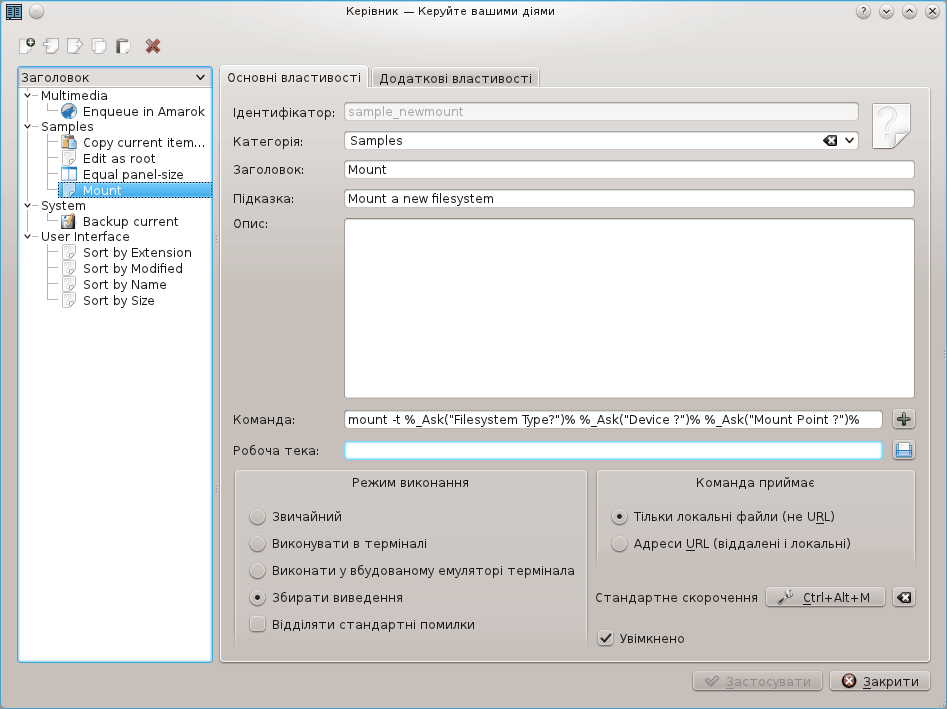 Керівник — Керуйте вашими діями
Заголовок
Multimedia
Enqueue in Amarok
Samples
Copy current item...
Edit as root
Equal panel-size
Mount
System
Backup current
User Interface
Sort by Extension
Sort by Modified
Sort by Name
Sort by Size
Основні властивості
Додаткові властивості
Ідентифікатор: sample_newmount
Категорія: Samples
Заголовок: Mount
Підказка: Mount a new filesystem
Опис:
Команда: mount -t %_Ask("Filesystem Type?")% %_Ask("Device ?")% %_Ask("Mount Point ?")%
Робоча тека:
Режим виконання
Звичайний
Виконувати в терміналі
Виконати у вбудованому емуляторі термінала
Збирати виведення
Відділяти стандартні помилки
Команда приймає
Тільки локальні файли (не URL)
Адреси URL (віддалені і локальні)
Стандартне скорочення Ctrl+Alt+M
Увімкнено
Застосувати
Закрити